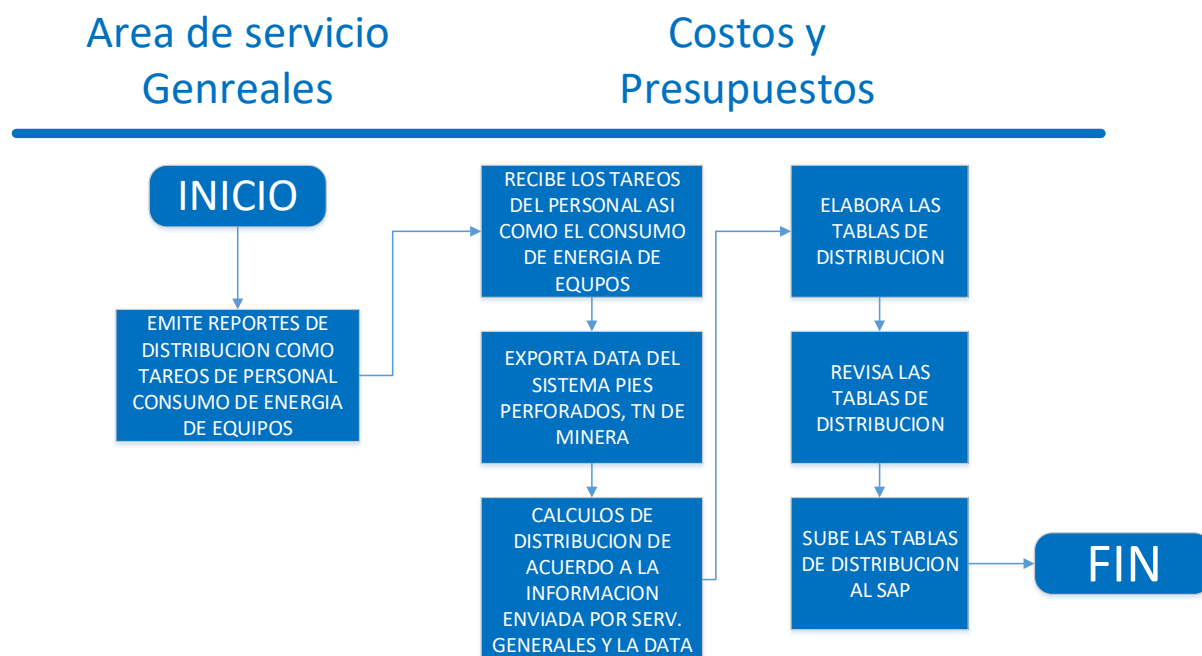 Area de servicio
Genreales
Costos y
Presupuestos
INICIO
EMITE REPORTES DE
DISTRIBUCION COMO
TAREOS DE PERSONAL
CONSUMO DE ENERGIA
DE EQUIPOS
RECIBE LOS TAREOS
DEL PERSONAL ASI
COMO EL CONSUMO
DE ENERGIA DE
EQUPOS
EXPORTA DATA DEL
SISTEMA PIES
PERFORADOS, TN DE
MINERA
CALCULOS DE
DISTRIBUCION DE
ACUERDO A LA
INFORMACION
ENVIADA POR SERV.
GENERALES Y LA DATA
ELABORA LAS
TABLAS DE
DISTRIBUCION
REVISA LAS
TABLAS DE
DISTRIBUCION
SUBE LAS TABLAS
DE DISTRIBUCION
AL SAP
FIN